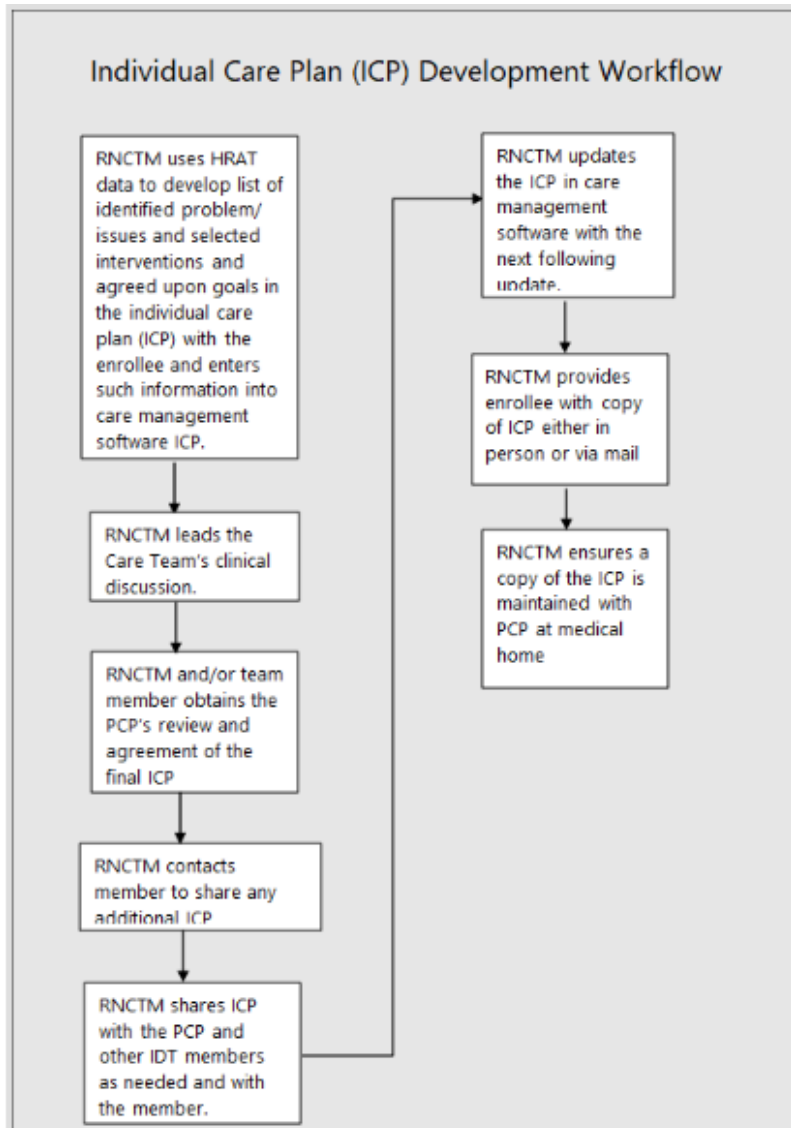 Individual Care Plan (ICP) Development Workflow
RNCTM uses HRAT
data to develop list of
identified problem/
issues and selected
interventions and
agreed upon goals in
the individual care
plan (ICP) with the
enrollee and enters
such information into
care management
software ICP.
RNCTM leads the
Care Team's clinical
discussion.
RNCTM and/or team
member obtains the
PCP's review and
agreement of the
final ICP
RNCTM contacts
member to share any
additional ICP
RNCTM shares ICP
with the PCP and
other IDT members
as needed and with
the member.
RNCTM updates
the ICP in care
management
software with the
next following
update.
RNCTM provides
enrollee with copy
of ICP either in
person or via mail
RNCTM ensures a
copy of the ICP is
maintained with
PCP at medical
home